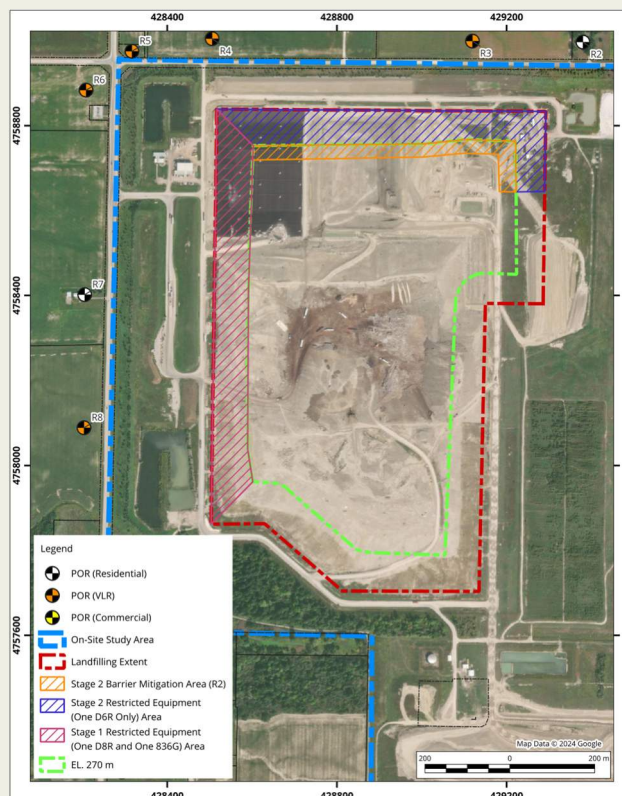 428400 428800 429200
R5 R4 R3 R2
R6
4758800
R7
4758400
R8
4758000
Legend
POR (Residential)
POR (VLR)
POR (Commercial)
On-Site Study Area
Landfilling Extent
Stage 2 Barrier Mitigation Area (R2)
Stage 2 Restricted Equipment
(One D6R Only) Area
Stage 1 Restricted Equipment
(One D8R and One 836G) Area
EL. 270 m
4757600
Map Data © 2024 Google
200 0 200 m
428400 428800 429200